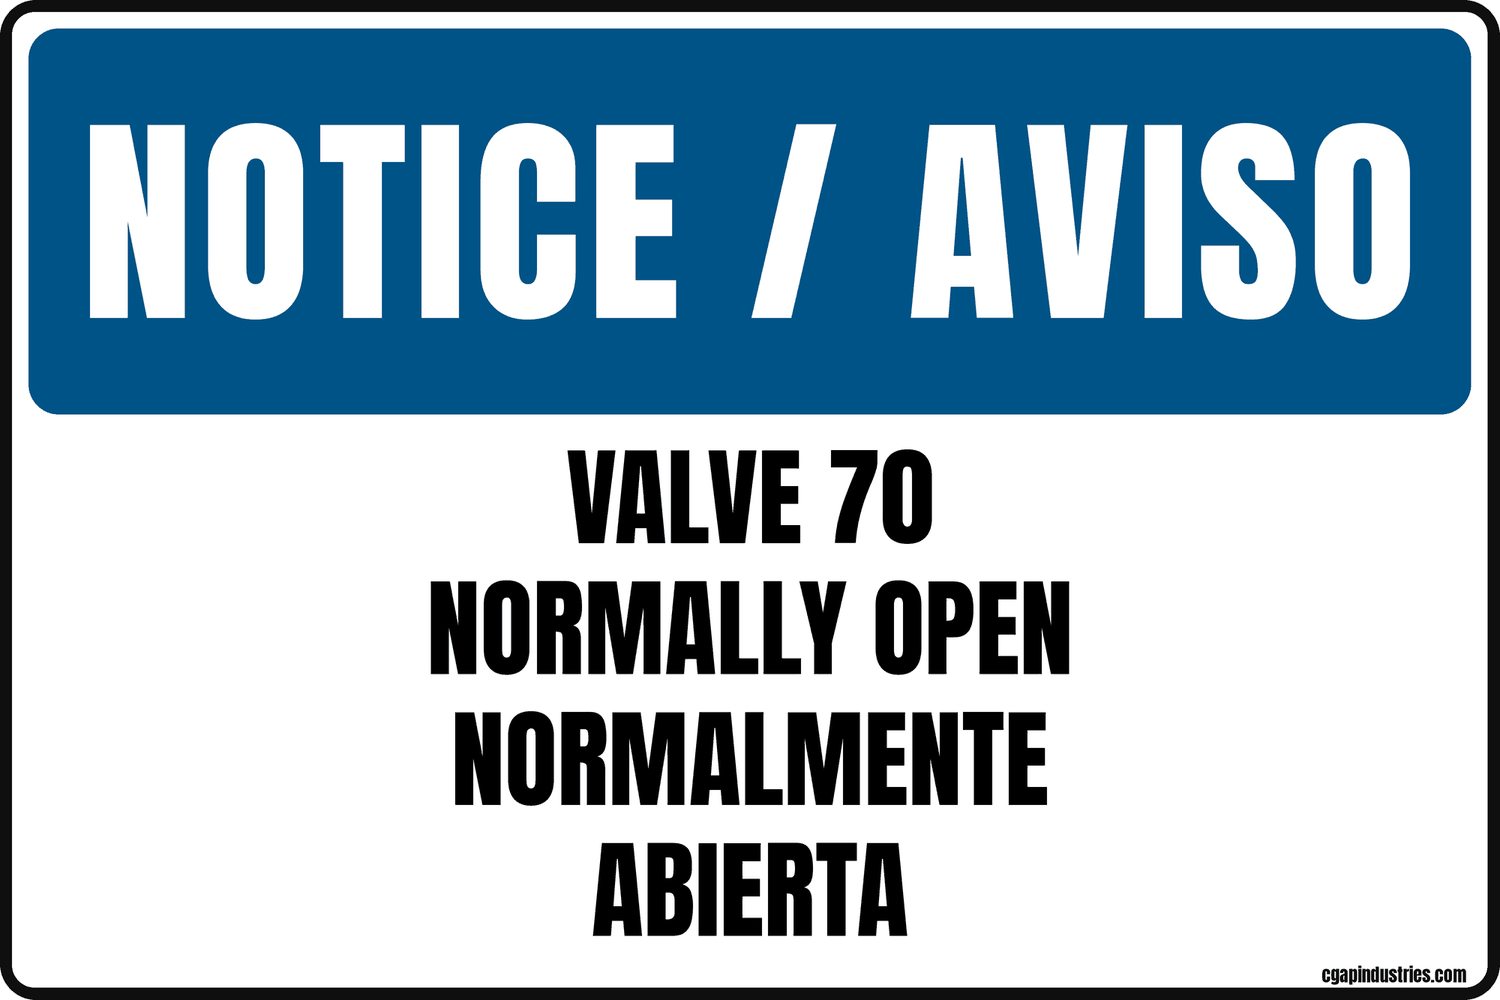 NOTICE / AVISO
VALVE 70
NORMALLY OPEN
NORMALMENTE
ABIERTA
cgapindustries.com